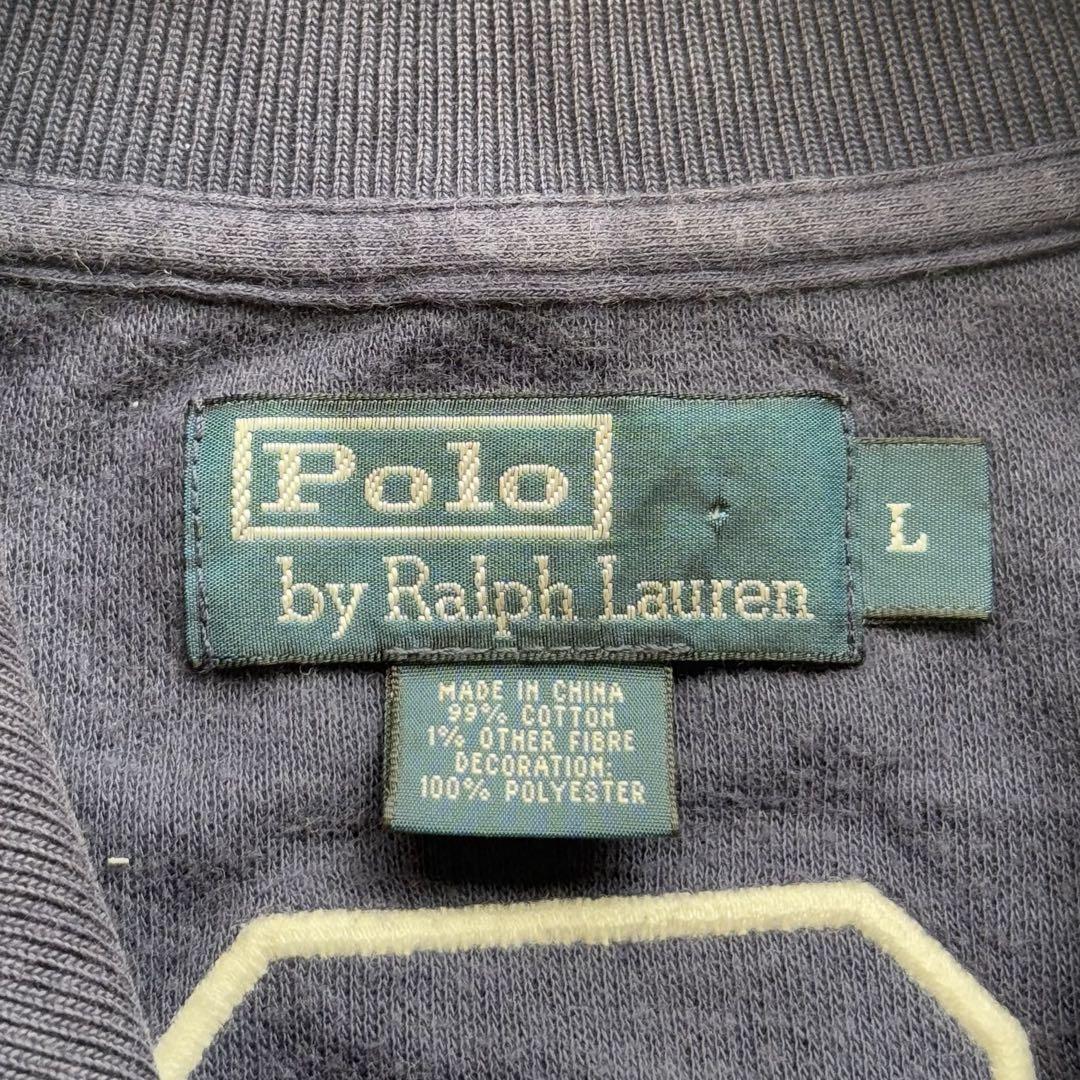 Polo
by Ralph Lauren
L
MADE IN CHINA
99% COTTON
1% OTHER FIBRE
DECORATION:
100% POLYESTER